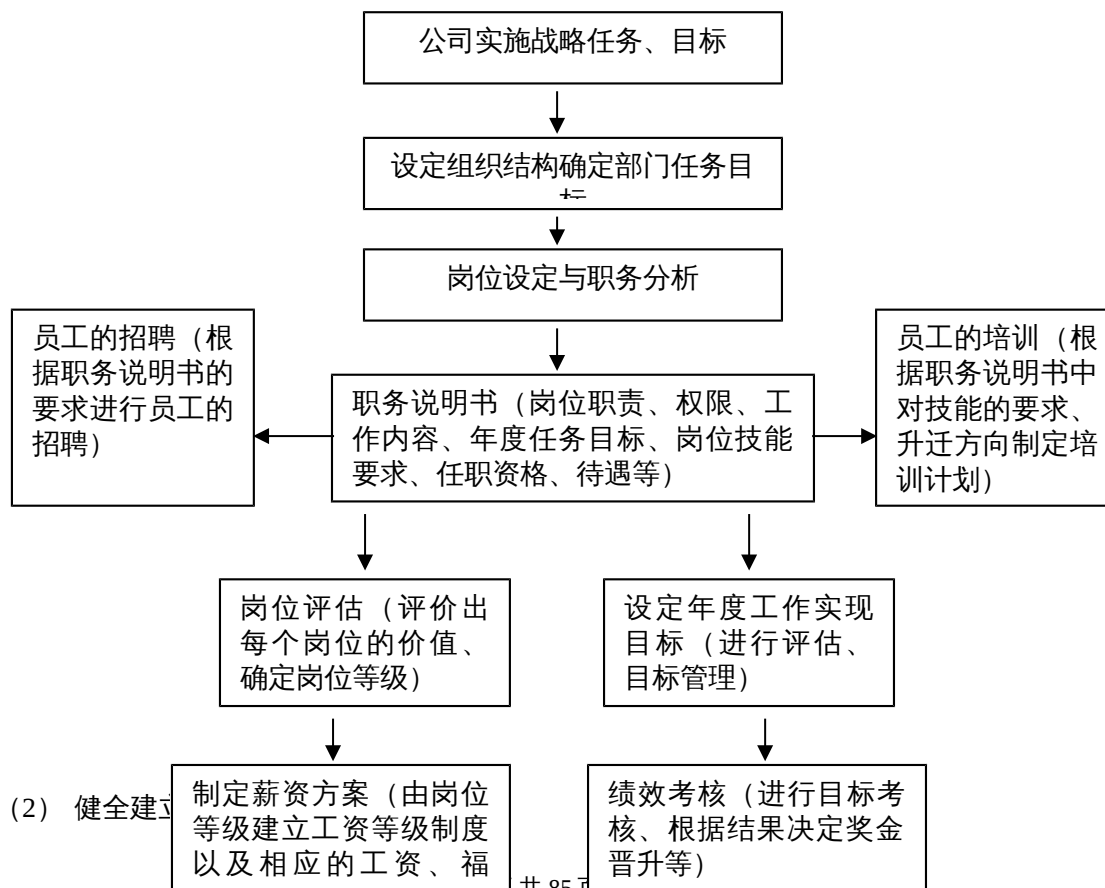 公司实施战略任务、目标
设定组织结构确定部门任务目
岗位设定与职务分析
员工的招聘（根
据职务说明书的
要求进行员工的
招聘）
职务说明书（岗位职责、权限、工
作内容、年度任务目标、岗位技能
要求、任职资格、待遇等）
员工的培训（根
据职务说明书中
对技能的要求、
升迁方向制定培
训计划）
岗位评估（评价出
每个岗位的价值、
确定岗位等级）
设定年度工作实现
目标（进行评估、
目标管理）
（2） 健全建立
制定薪资方案（由岗位
等级建立工资等级制度
以及相应的工资、福
绩效考核（进行目标考
核、根据结果决定奖金
晋升等）
共 85 页